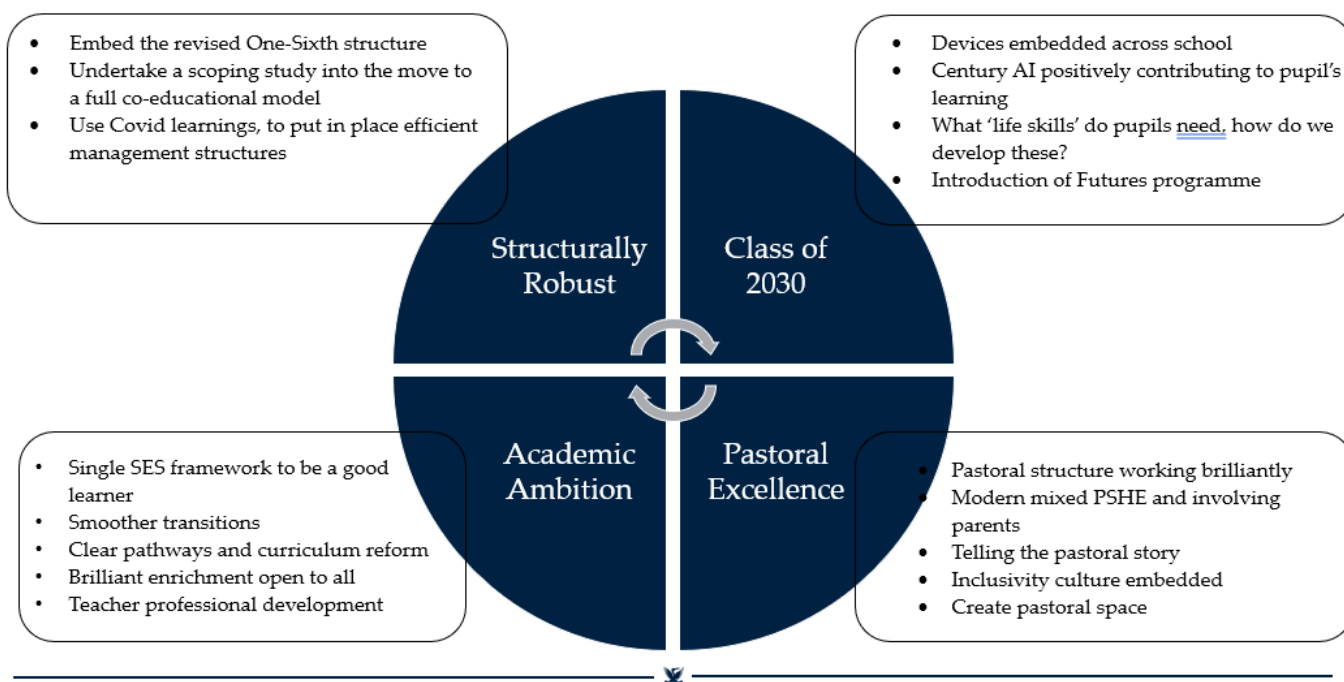 • Embed the revised One-Sixth structure
• Undertake a scoping study into the move to
a full co-educational model
• Use Covid learnings, to put in place efficient
management structures
• Devices embedded across school
• Century AI positively contributing to pupil's
learning
• What 'life skills' do pupils need, how do we
develop these?
• Introduction of Futures programme
Structurally
Robust
Class of
2030
Academic
Ambition
Pastoral
Excellence
• Single SES framework to be a good
learner
• Smoother transitions
• Clear pathways and curriculum reform
• Brilliant enrichment open to all
• Teacher professional development
• Pastoral structure working brilliantly
• Modern mixed PSHE and involving
parents
• Telling the pastoral story
• Inclusivity culture embedded
• Create pastoral space